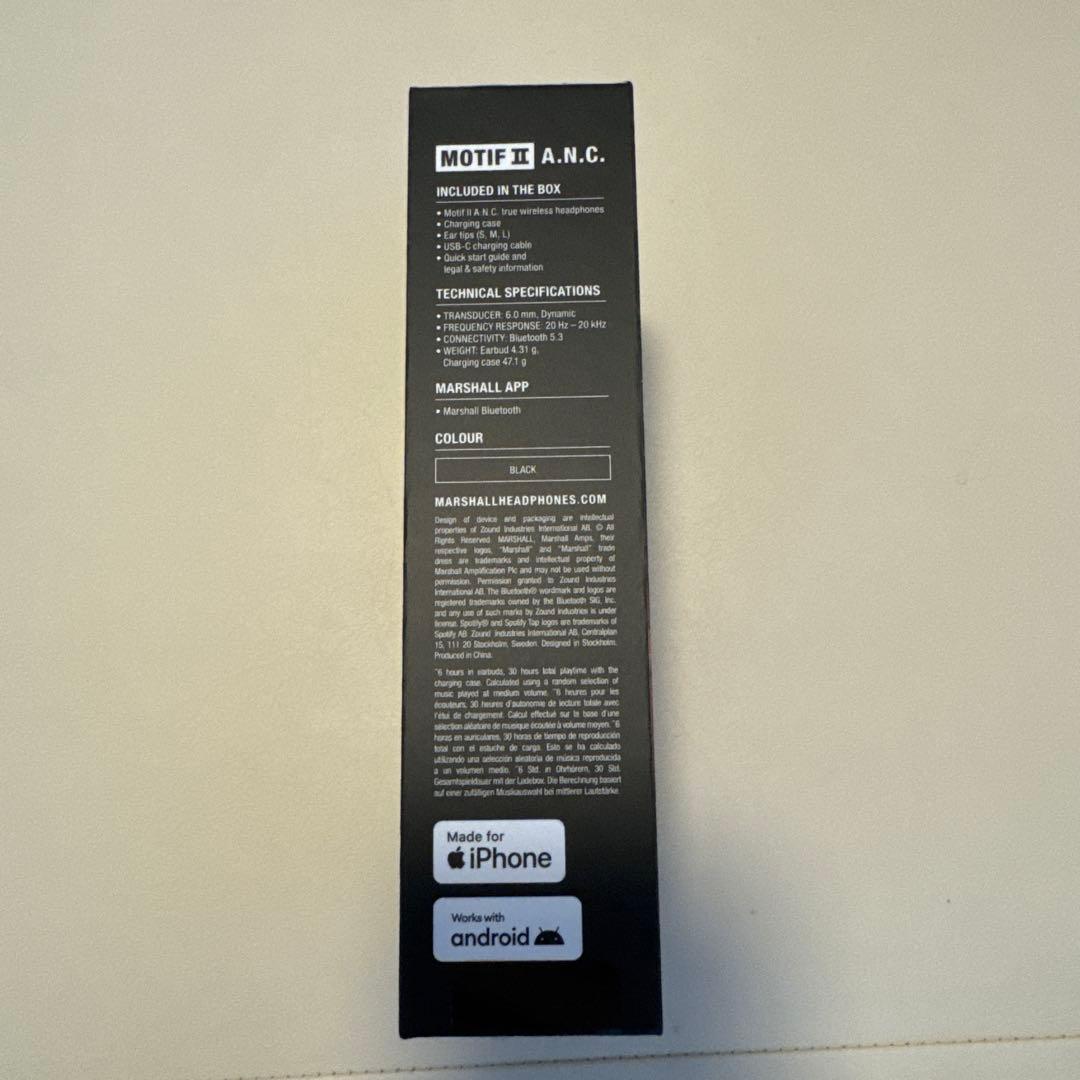 MOTIF II A.N.C.
INCLUDED IN THE BOX
• Motif II A.N.C. true wireless headphones
• Charging case
• Ear tips (S, M, L)
• USB-C charging cable
• Quick start guide and
legal & safety information
TECHNICAL SPECIFICATIONS
• TRANSDUCER: 6.0 mm, Dynamic
• FREQUENCY RESPONSE: 20 Hz – 20 kHz
• CONNECTIVITY: Bluetooth 5.3
• WEIGHT: Earbud 4.31 g,
Charging case 47.1 g
MARSHALL APP
• Marshall Bluetooth
COLOUR
BLACK
MARSHALLHEADPHONES.COM
Design of device and packaging are intellectual
properties of Zound Industries International AB. © All
Rights Reserved. MARSHALL, Marshall Amps, their
respective logos, "Marshall" and "Marshall" trade
dress are trademarks and intellectual property of
Marshall Amplification Plc and may not be used without
permission. Permission granted to Zound Industries
International AB. The Bluetooth® wordmark and logos are
registered trademarks owned by the Bluetooth SIG, Inc.
and any use of such marks by Zound Industries is under
license. Spotify® and Spotify Tap logos are trademarks of
Spotify AB. Zound Industries International AB, Centralplan
15, 111 20 Stockholm, Sweden. Designed in Stockholm.
Produced in China.
*6 hours in earbuds, 30 hours total playtime with the
charging case. Calculated using a random selection of
music played at medium volume. *6 heures pour les
écouteurs, 30 heures d'autonomie de lecture totale avec
l'étui de chargement. Calcul effectué sur la base d'une
sélection aléatoire de musique écoutée à volume moyen. *6
horas en auriculares, 30 horas de tiempo de reproducción
total con el estuche de carga. Esto se ha calculado
utilizando una selección aleatoria de música reproducida
a un volumen medio. *6 Std. in Ohrhörern, 30 Std.
Gesamtspieldauer mit der Ladebox. Die Berechnung basiert
auf einer zufälligen Musikauswahl bei mittlerer Lautstärke.
Made for
iPhone
Works with
android